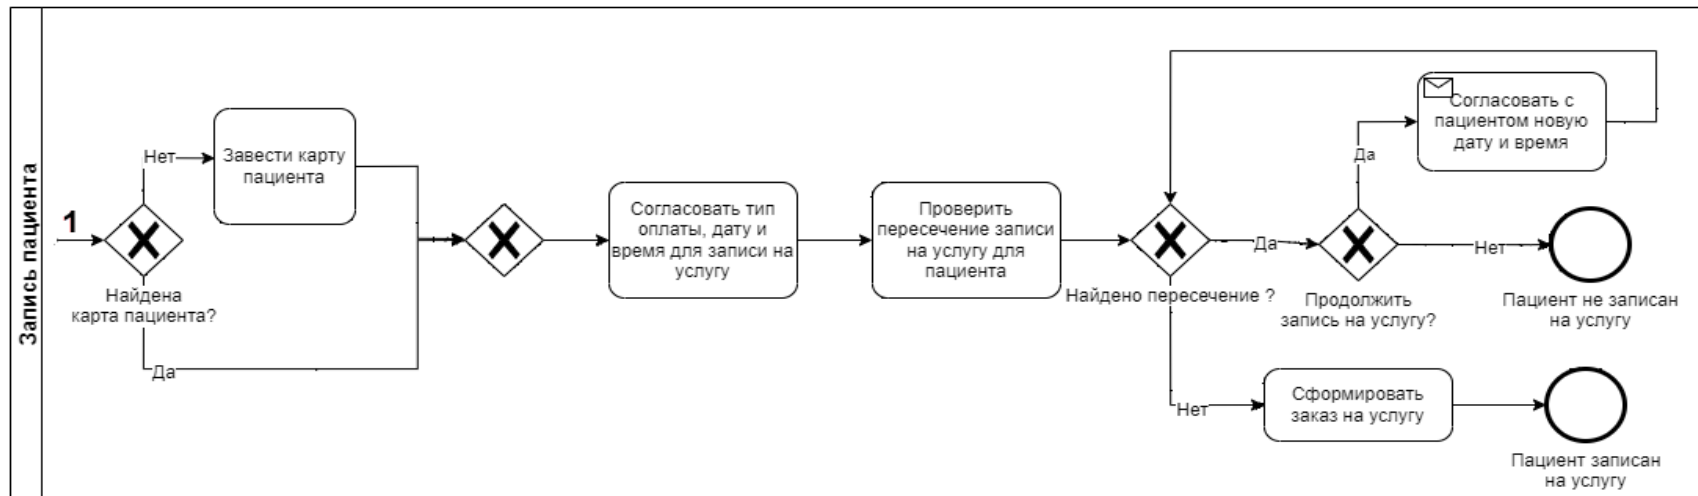 Запись пациента
1
Найдена
карта пациента?
Нет
Завести карту
пациента
Да
Согласовать тип
оплаты, дату и
время для записи на
услугу
Проверить
пересечение записи
на услугу для
пациента
Найдено пересечение ?
Да
Продолжить
запись на услугу?
Да
Согласовать с
пациентом новую
дату и время
Нет
Пациент не записан
на услугу
Нет
Сформировать
заказ на услугу
Пациент записан
на услугу